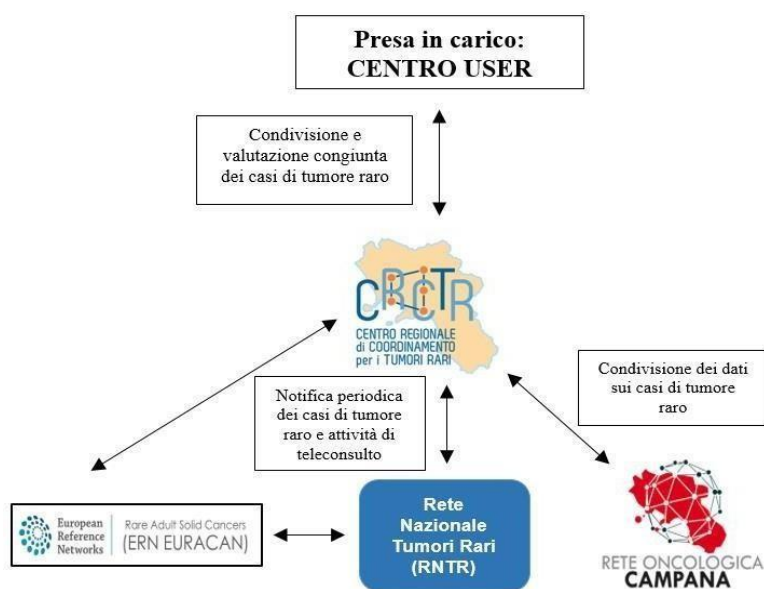 Presa in carico:
CENTRO USER
Condivisione e
valutazione congiunta
dei casi di tumore raro
CRCTR
CENTRO REGIONALE
di COORDINAMENTO
per i TUMORI RARI
Condivisione dei dati
sui casi di tumore
raro
Notifica periodica
dei casi di tumore
raro e attività di
teleconsulto
European
Reference
Networks
Rare Adult Solid Cancers
(ERN EURACAN)
Rete
Nazionale
Tumori Rari
(RNTR)
RETE ONCOLOGICA
CAMPANA